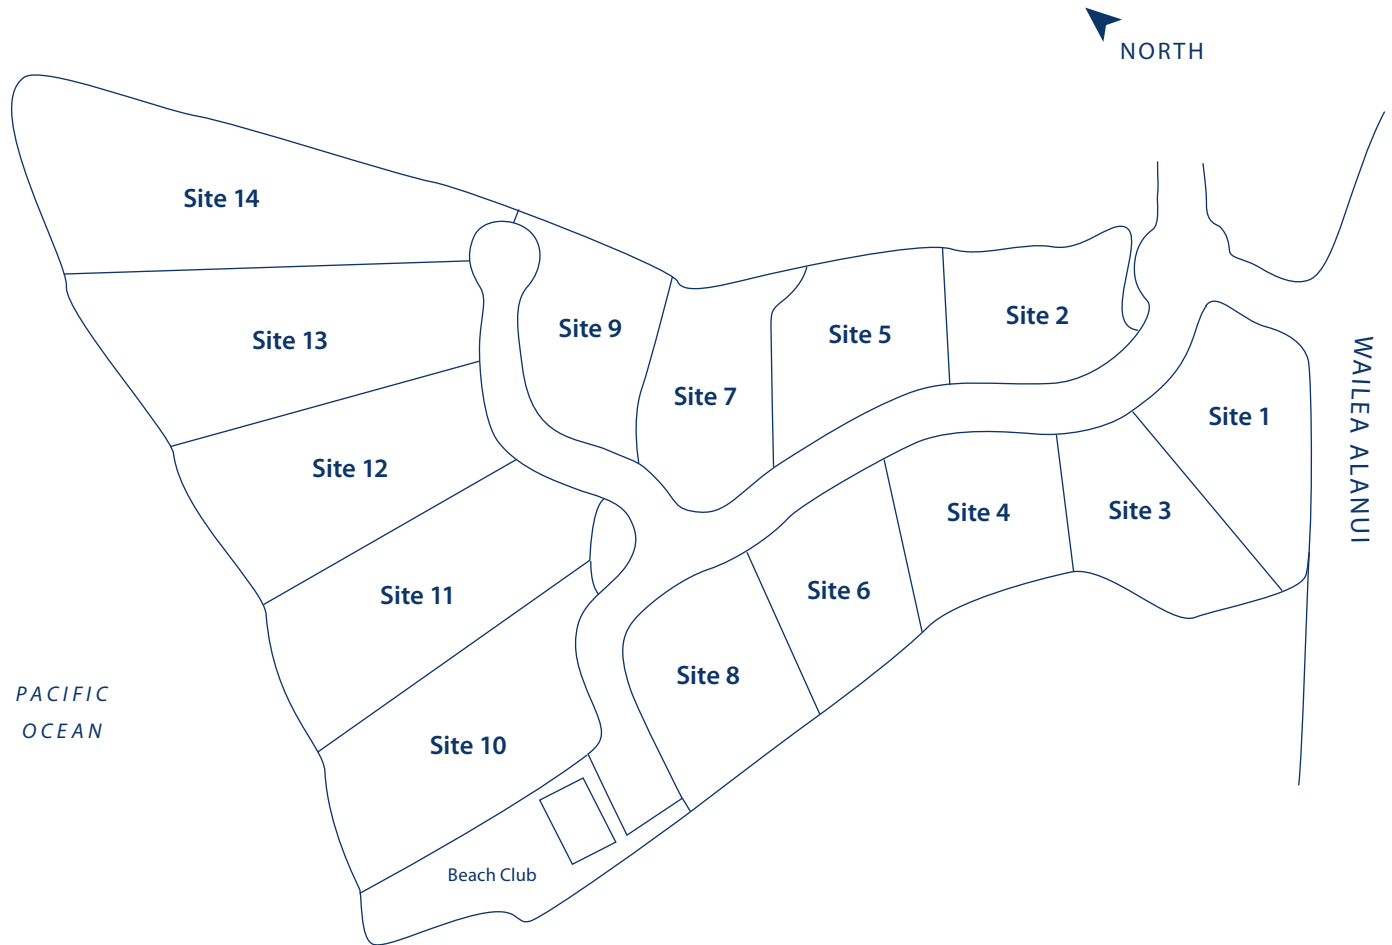 NORTH
Site 14
Site 13
Site 9
Site 5
Site 2
Site 7
Site 1
WAILEA ALANUI
Site 12
Site 4
Site 3
Site 11
Site 6
Site 8
PACIFIC
OCEAN
Site 10
Beach Club